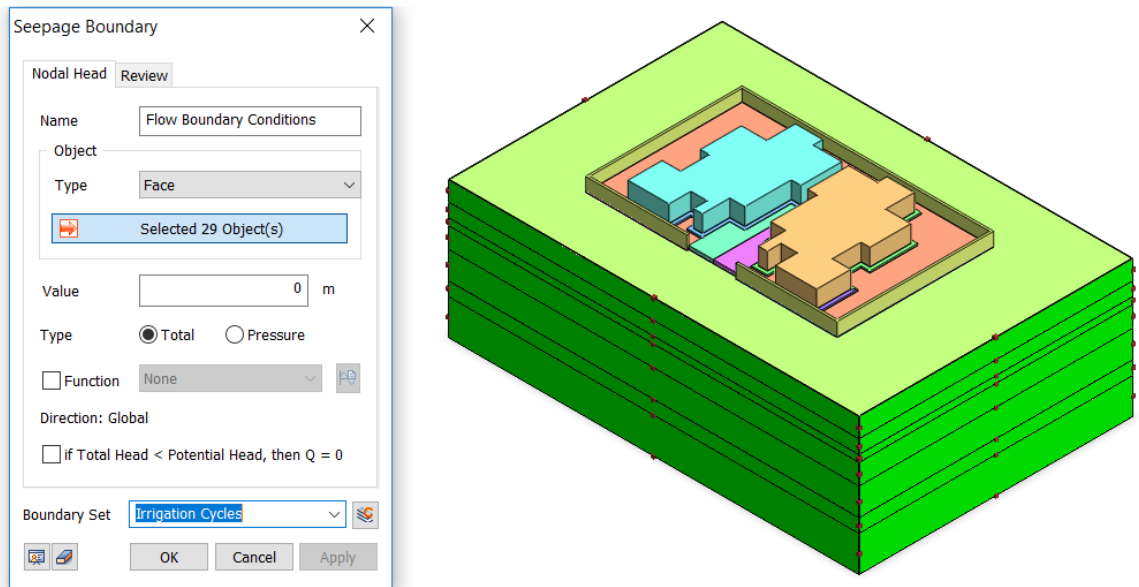 Seepage Boundary
Nodal Head Review
Name Flow Boundary Conditions
Object
Type Face
Selected 29 Object(s)
Value 0 m
Type Total Pressure
Function None
Direction: Global
if Total Head < Potential Head, then Q = 0
Boundary Set Irrigation Cycles
OK Cancel Apply